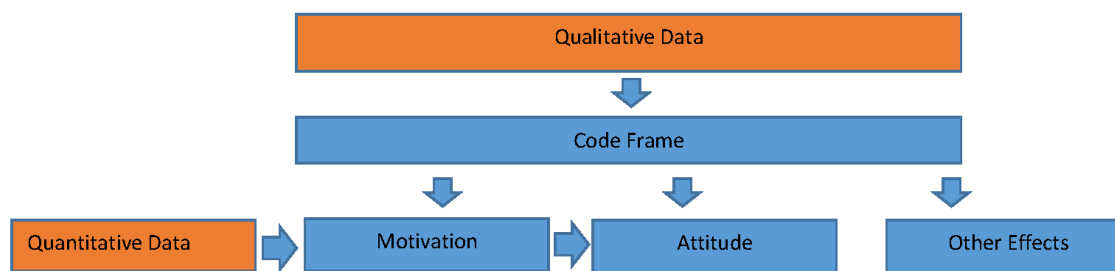 Qualitative Data
Code Frame
Quantitative Data
Motivation
Attitude
Other Effects